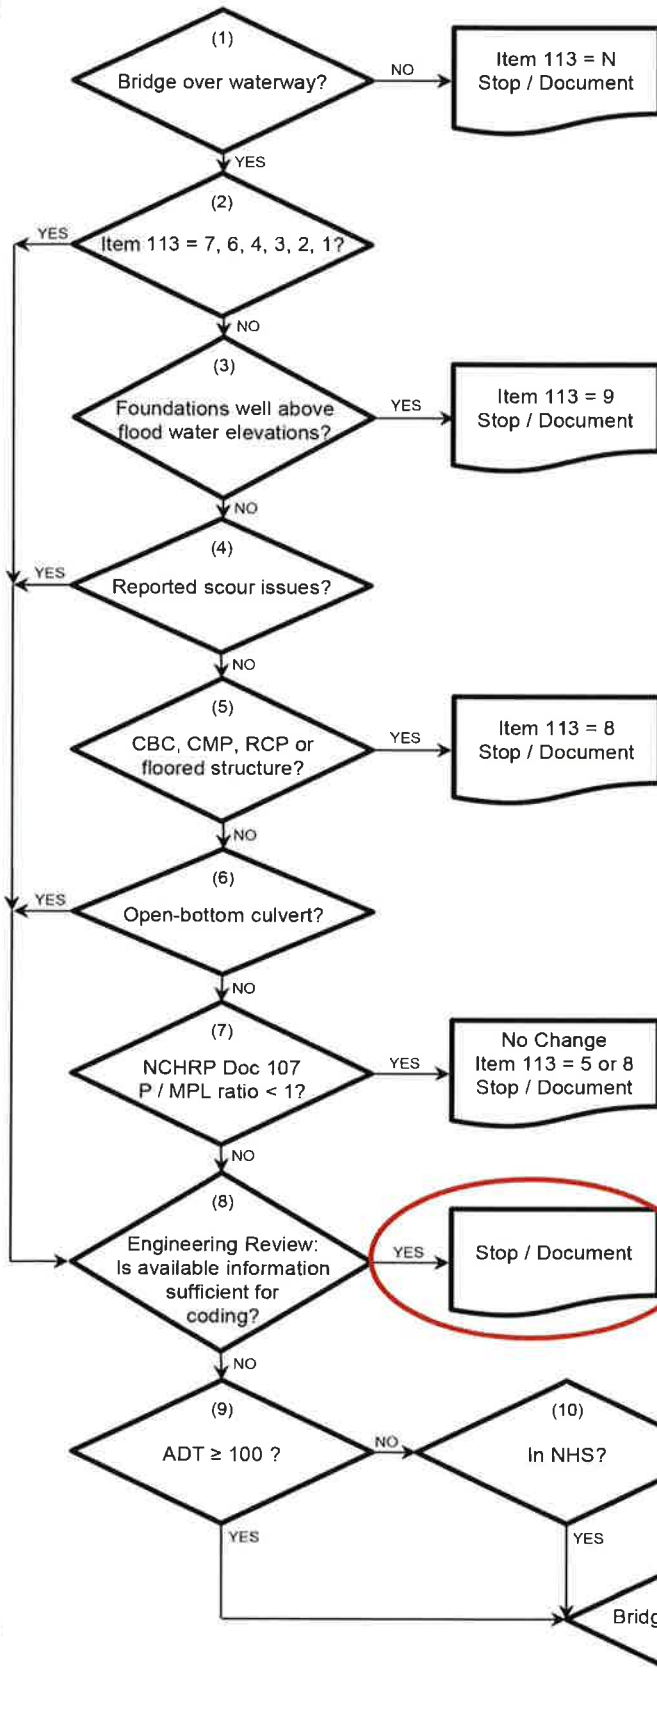 (1)
Bridge over waterway?
NO
Item 113 = N
Stop / Document
YES
(2)
Item 113 = 7, 6, 4, 3, 2, 1?
YES
NO
(3)
Foundations well above
flood water elevations?
YES
Item 113 = 9
Stop / Document
NO
(4)
Reported scour issues?
YES
NO
(5)
CBC, CMP, RCP or
floored structure?
YES
Item 113 = 8
Stop / Document
NO
(6)
Open-bottom culvert?
YES
NO
(7)
NCHRP Doc 107
P / MPL ratio < 1?
YES
No Change
Item 113 = 5 or 8
Stop / Document
NO
(8)
Engineering Review:
Is available information
sufficient for
coding?
YES
Stop / Document
NO
(9)
ADT ≥ 100 ?
NO
(10)
In NHS?
YES
YES